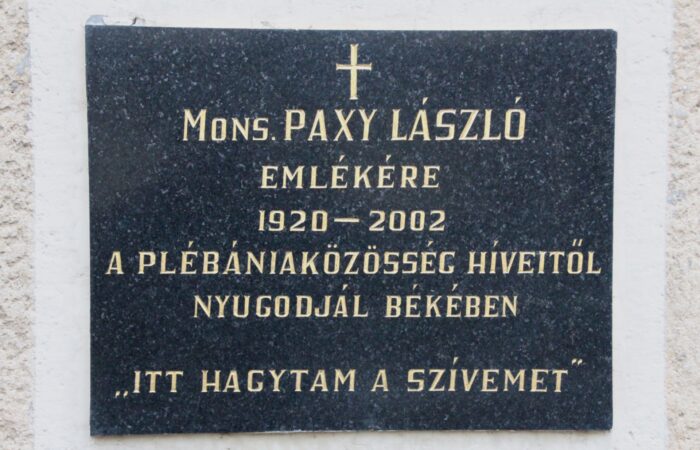 Mons. PAXY LÁSZLÓ
EMLÉKÉRE
1920 — 2002
A PLÉBÁNIAKÖZÖSSÉG HÍVEITŐL
NYUGODJÁL BÉKÉBEN
„ITT HAGYTAM A SZÍVEMET”